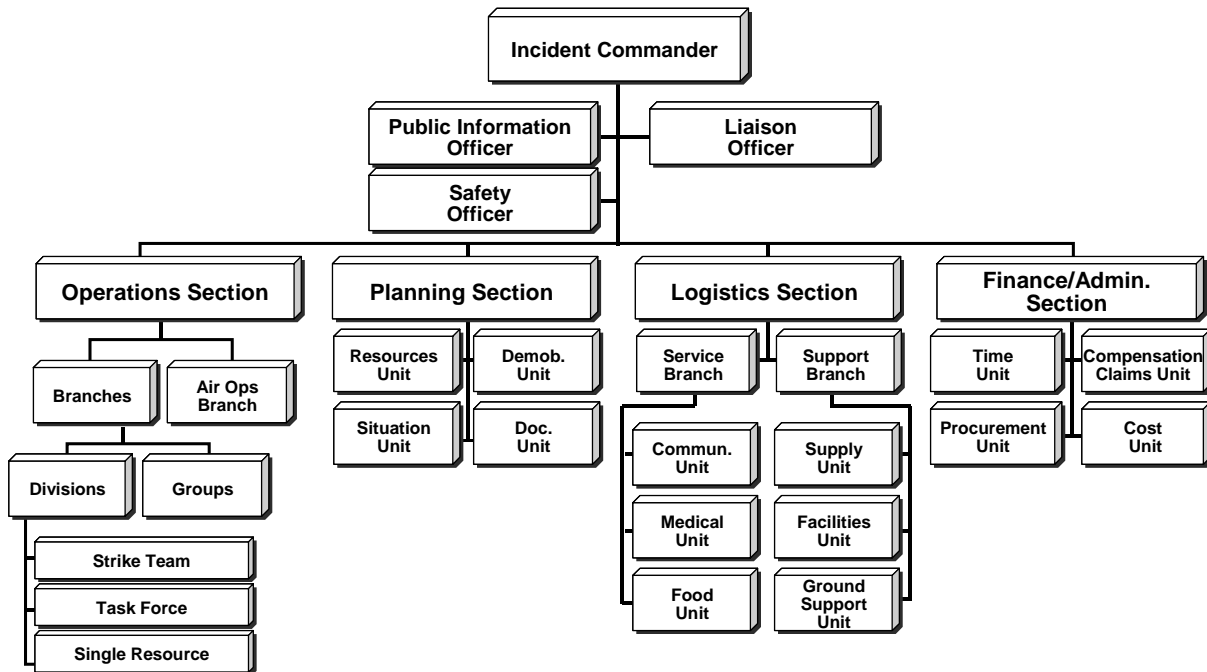 Incident Commander
Public Information
Officer
Liaison
Officer
Safety
Officer
Operations Section
Planning Section
Logistics Section
Finance/Admin.
Section
Branches
Air Ops
Branch
Divisions
Groups
Strike Team
Task Force
Single Resource
Resources
Unit
Demob.
Unit
Situation
Unit
Doc.
Unit
Service
Branch
Support
Branch
Commun.
Unit
Supply
Unit
Medical
Unit
Facilities
Unit
Food
Unit
Ground
Support
Unit
Time
Unit
Compensation
Claims Unit
Procurement
Unit
Cost
Unit